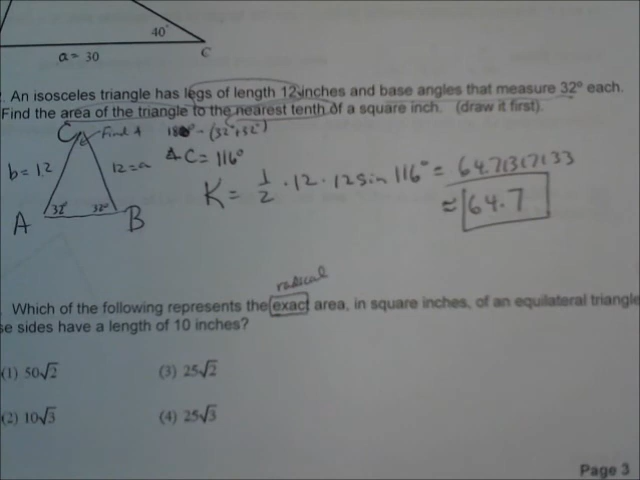 40°
a = 30
C
. An isosceles triangle has legs of length 12 inches and base angles that measure 32° each.
Find the area of the triangle to the nearest tenth of a square inch. (draw it first).
C Find 180° - (32°+32°)
b = 12 12 = a ∡C = 116°
K = 1/2 · 12 · 12 sin 116° = 64.71317133
≈ 64.7
A 32° 32° B
radical
. Which of the following represents the exact area, in square inches, of an equilateral triangle
se sides have a length of 10 inches?
(1) 50√2 (3) 25√2
(2) 10√3 (4) 25√3
Page 3